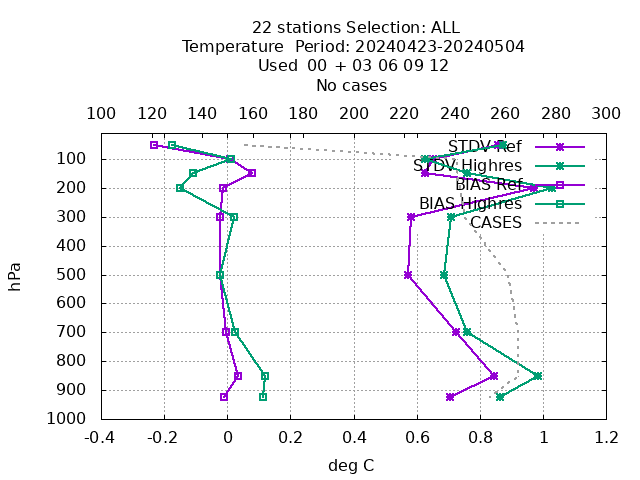 22 stations Selection: ALL
Temperature  Period: 20240423-20240504
Used  00 + 03 06 09 12
No cases
100 120 140 160 180 200 220 240 260 280 300
STDV Ref
100
STDV Highres
BIAS Ref
200
BIAS Highres
300
CASES
400
hPa
500
600
700
800
900
1000
-0.4 -0.2 0 0.2 0.4 0.6 0.8 1 1.2
deg C